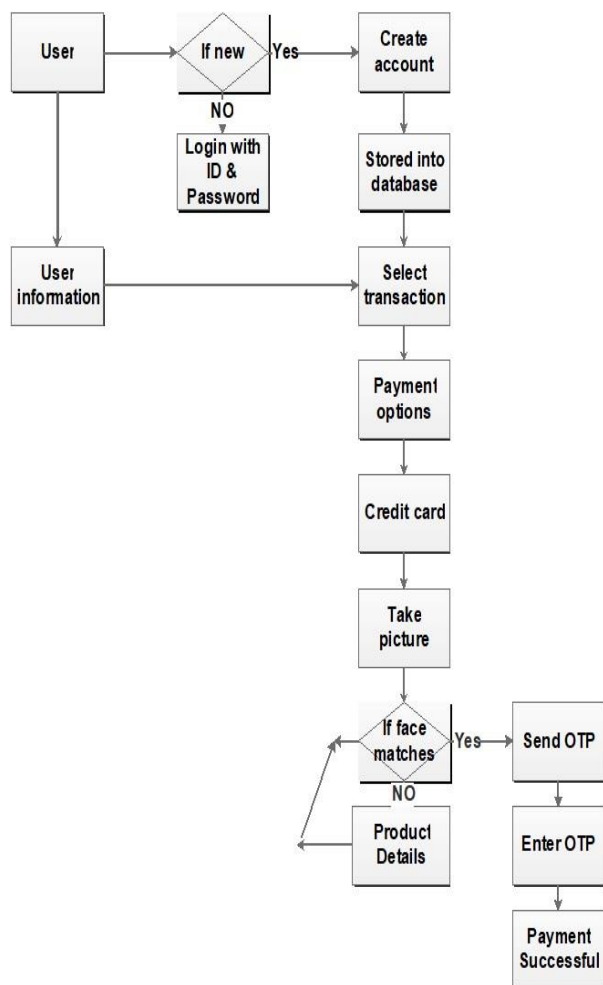 User
If new
Yes
Create
account
NO
Login with
ID &
Password
Stored into
database
User
information
Select
transaction
Payment
options
Credit card
Take
picture
If face
matches
Yes
Send OTP
NO
Product
Details
Enter OTP
Payment
Successful